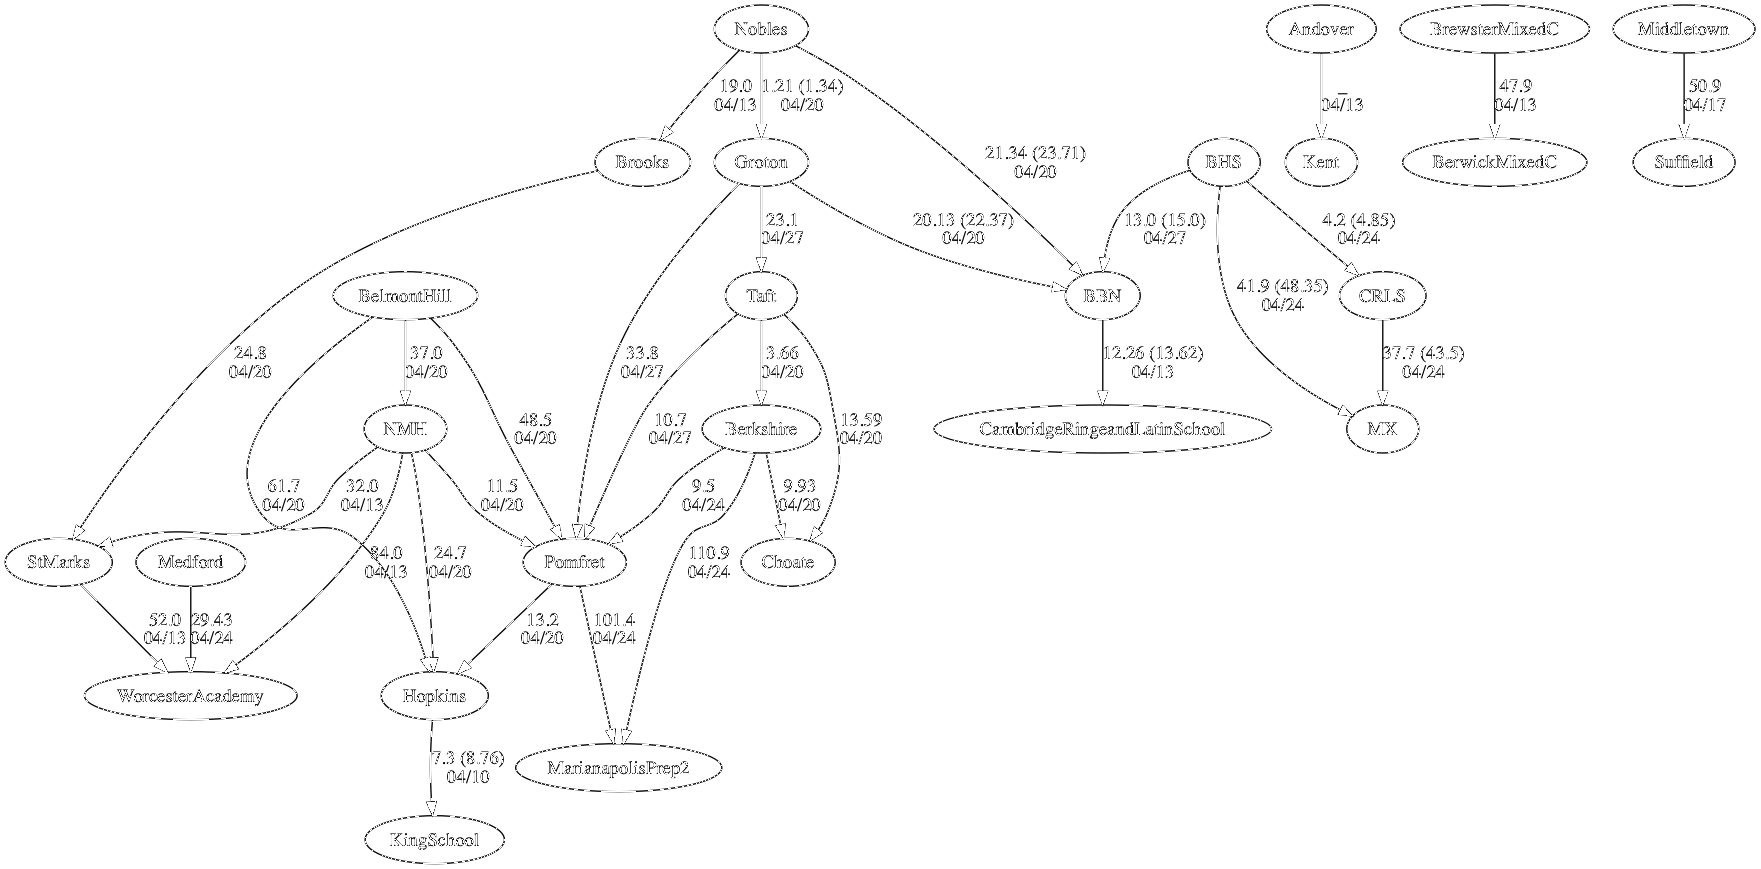 Nobles
Andover
BrewsterMixedC
Middletown
19.0
04/13
1.21 (1.34)
04/20
–
04/13
47.9
04/13
50.9
04/17
Brooks
Groton
21.34 (23.71)
04/20
BHS
Kent
BerwickMixedC
Suffield
23.1
04/27
20.13 (22.37)
04/20
13.0 (15.0)
04/27
4.2 (4.85)
04/24
BelmontHill
Taft
BBN
41.9 (48.35)
04/24
CRLS
24.8
04/20
37.0
04/20
33.8
04/27
3.66
04/20
12.26 (13.62)
04/13
37.7 (43.5)
04/24
NMH
48.5
04/20
10.7
04/27
Berkshire
13.59
04/20
CambridgeRingeandLatinSchool
MX
61.7
04/20
32.0
04/13
11.5
04/20
9.5
04/24
9.93
04/20
StMarks
Medford
84.0
04/13
24.7
04/20
Pomfret
110.9
04/24
Choate
52.0
04/13
29.43
04/24
13.2
04/20
101.4
04/24
WorcesterAcademy
Hopkins
7.3 (8.76)
04/10
MarianapolisPrep2
KingSchool